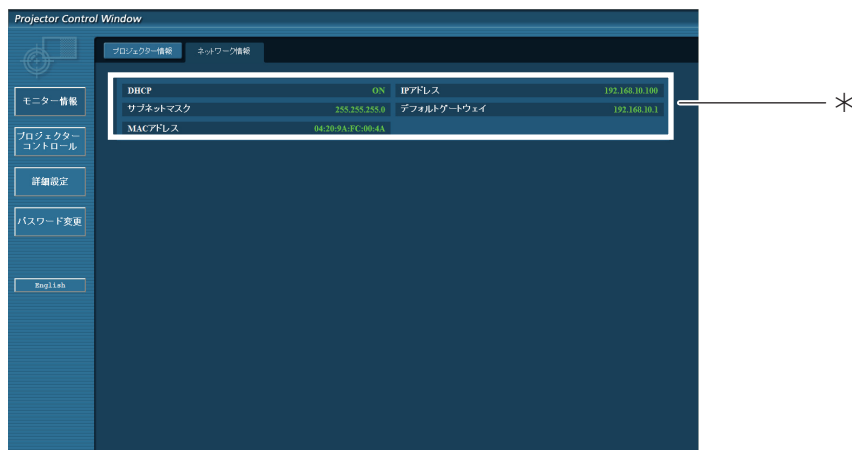 Projector Control Window
プロジェクター情報 ネットワーク情報
DHCP ON IPアドレス 192.168.10.100
サブネットマスク 255.255.255.0 デフォルトゲートウェイ 192.168.10.1
MACアドレス 04:20:9A:FC:00:4A
モニター情報
プロジェクター
コントロール
詳細設定
パスワード変更
English
*